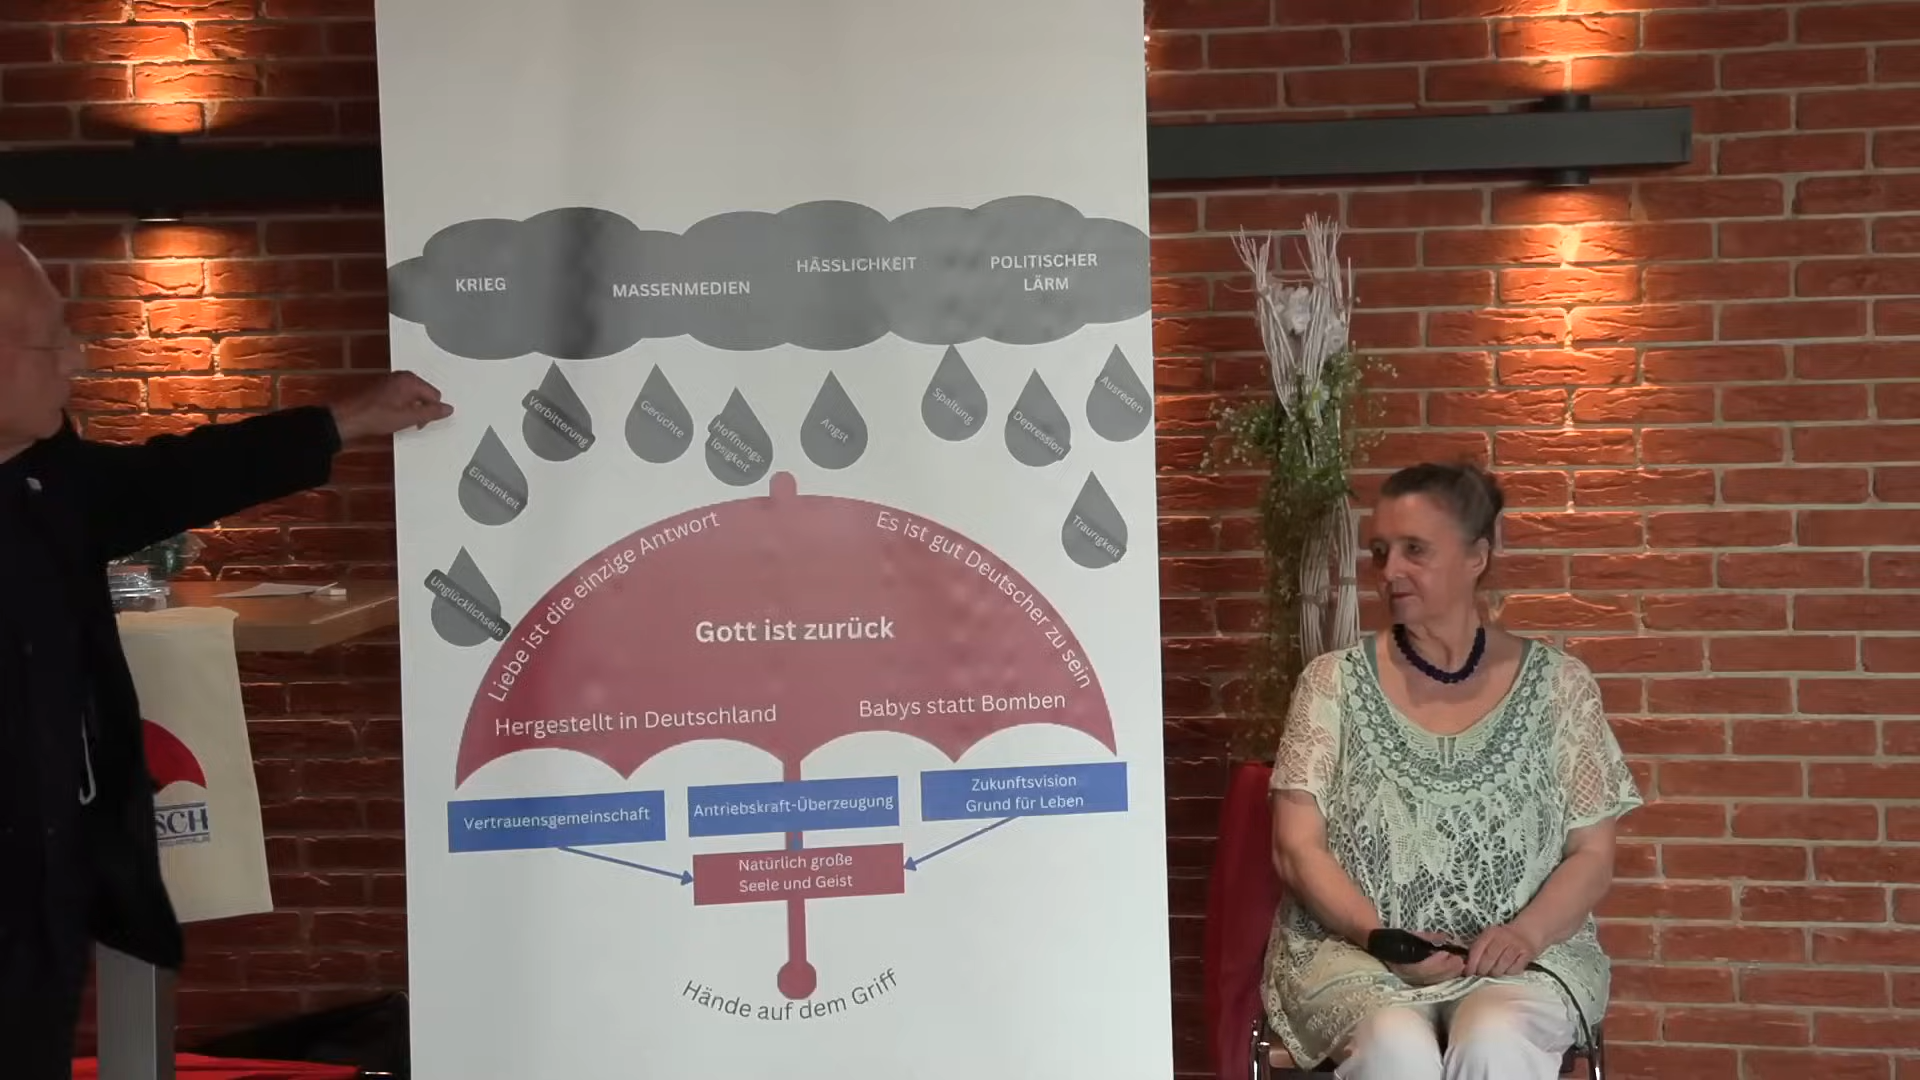 KRIEG
MASSENMEDIEN
HÄSSLICHKEIT
POLITISCHER
LÄRM
Verbitterung
Gerüchte
Hoffnungs-
losigkeit
Angst
Spaltung
Depression
Ausreden
Einsamkeit
Traurigkeit
Unglücklichsein
Liebe ist die einzige Antwort
Es ist gut Deutscher zu sein
Gott ist zurück
Hergestellt in Deutschland
Babys statt Bomben
Vertrauensgemeinschaft
Antriebskraft-Überzeugung
Zukunftsvision
Grund für Leben
Natürlich große
Seele und Geist
Hände auf dem Griff
SCH